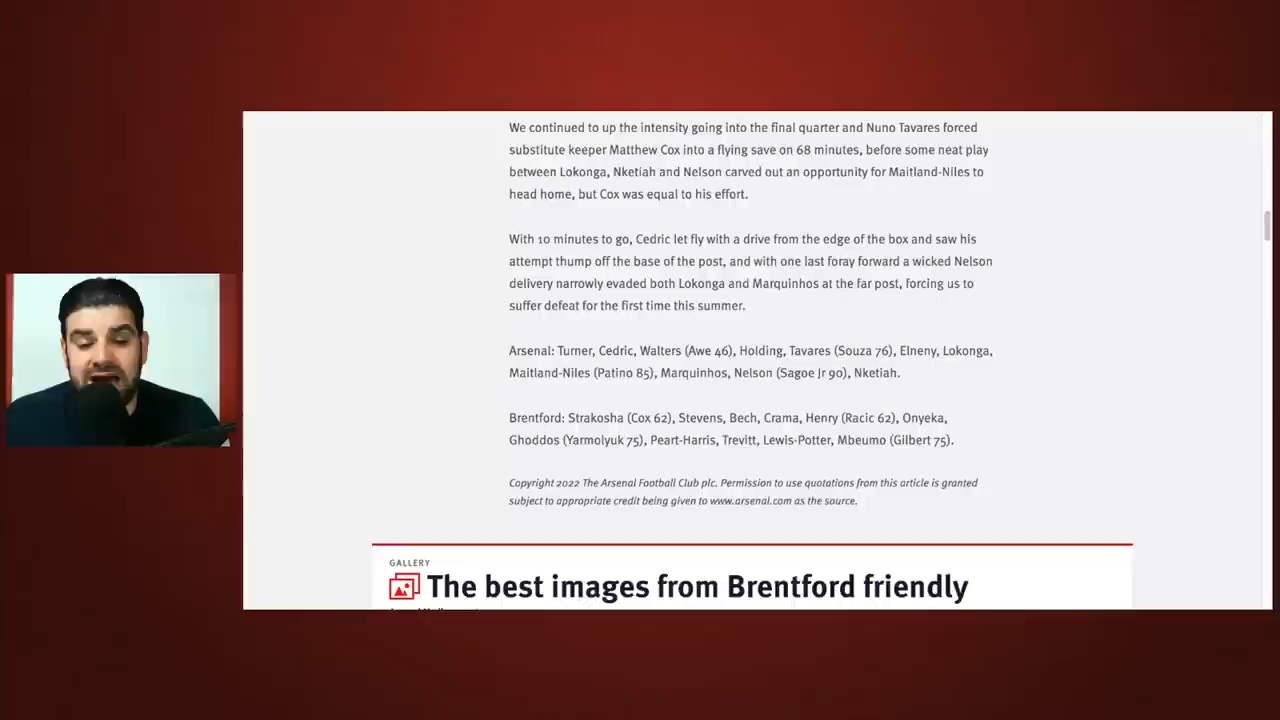 We continued to up the intensity going into the final quarter and Nuno Tavares forced
substitute keeper Matthew Cox into a flying save on 68 minutes, before some neat play
between Lokonga, Nketiah and Nelson carved out an opportunity for Maitland-Niles to
head home, but Cox was equal to his effort.
With 10 minutes to go, Cedric let fly with a drive from the edge of the box and saw his
attempt thump off the base of the post, and with one last foray forward a wicked Nelson
delivery narrowly evaded both Lokonga and Marquinhos at the far post, forcing us to
suffer defeat for the first time this summer.
Arsenal: Turner, Cedric, Walters (Awe 46), Holding, Tavares (Souza 76), Elneny, Lokonga,
Maitland-Niles (Patino 85), Marquinhos, Nelson (Sagoe Jr 90), Nketiah.
Brentford: Strakosha (Cox 62), Stevens, Bech, Crama, Henry (Racic 62), Onyeka,
Ghoddos (Yarmolyuk 75), Peart-Harris, Trevitt, Lewis-Potter, Mbeumo (Gilbert 75).
Copyright 2022 The Arsenal Football Club plc. Permission to use quotations from this article is granted
subject to appropriate credit being given to www.arsenal.com as the source.
GALLERY
The best images from Brentford friendly